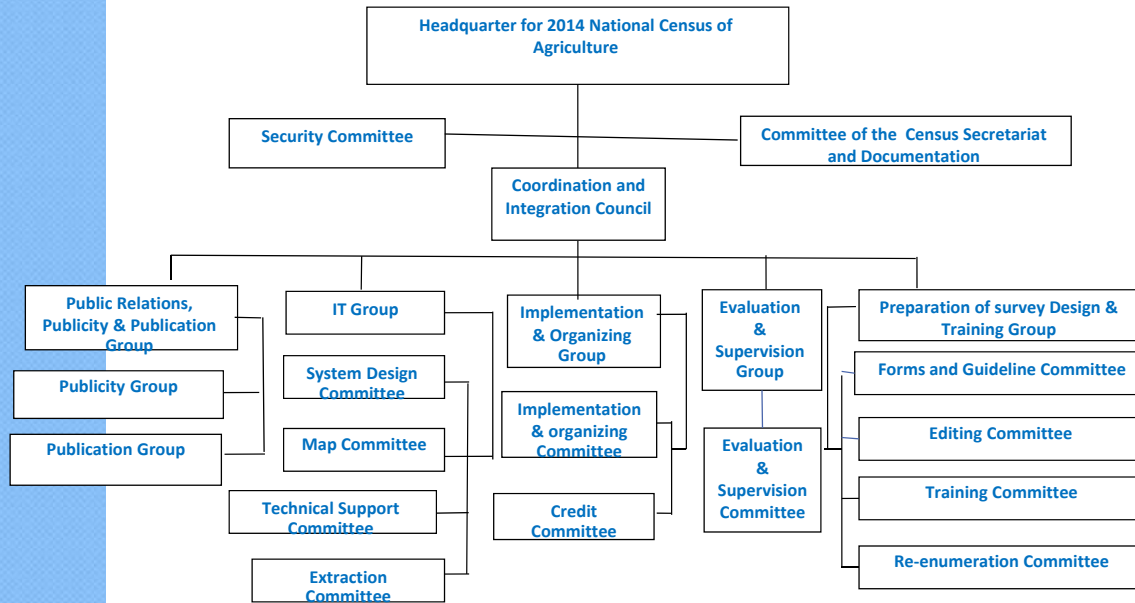 Headquarter for 2014 National Census of
Agriculture
Security Committee
Committee of the Census Secretariat
and Documentation
Coordination and
Integration Council
Public Relations,
Publicity & Publication
Group
Publicity Group
Publication Group
IT Group
System Design
Committee
Map Committee
Technical Support
Committee
Extraction
Committee
Implementation
& Organizing
Group
Implementation
& organizing
Committee
Credit
Committee
Evaluation
&
Supervision
Group
Evaluation
&
Supervision
Committee
Preparation of survey Design &
Training Group
Forms and Guideline Committee
Editing Committee
Training Committee
Re-enumeration Committee